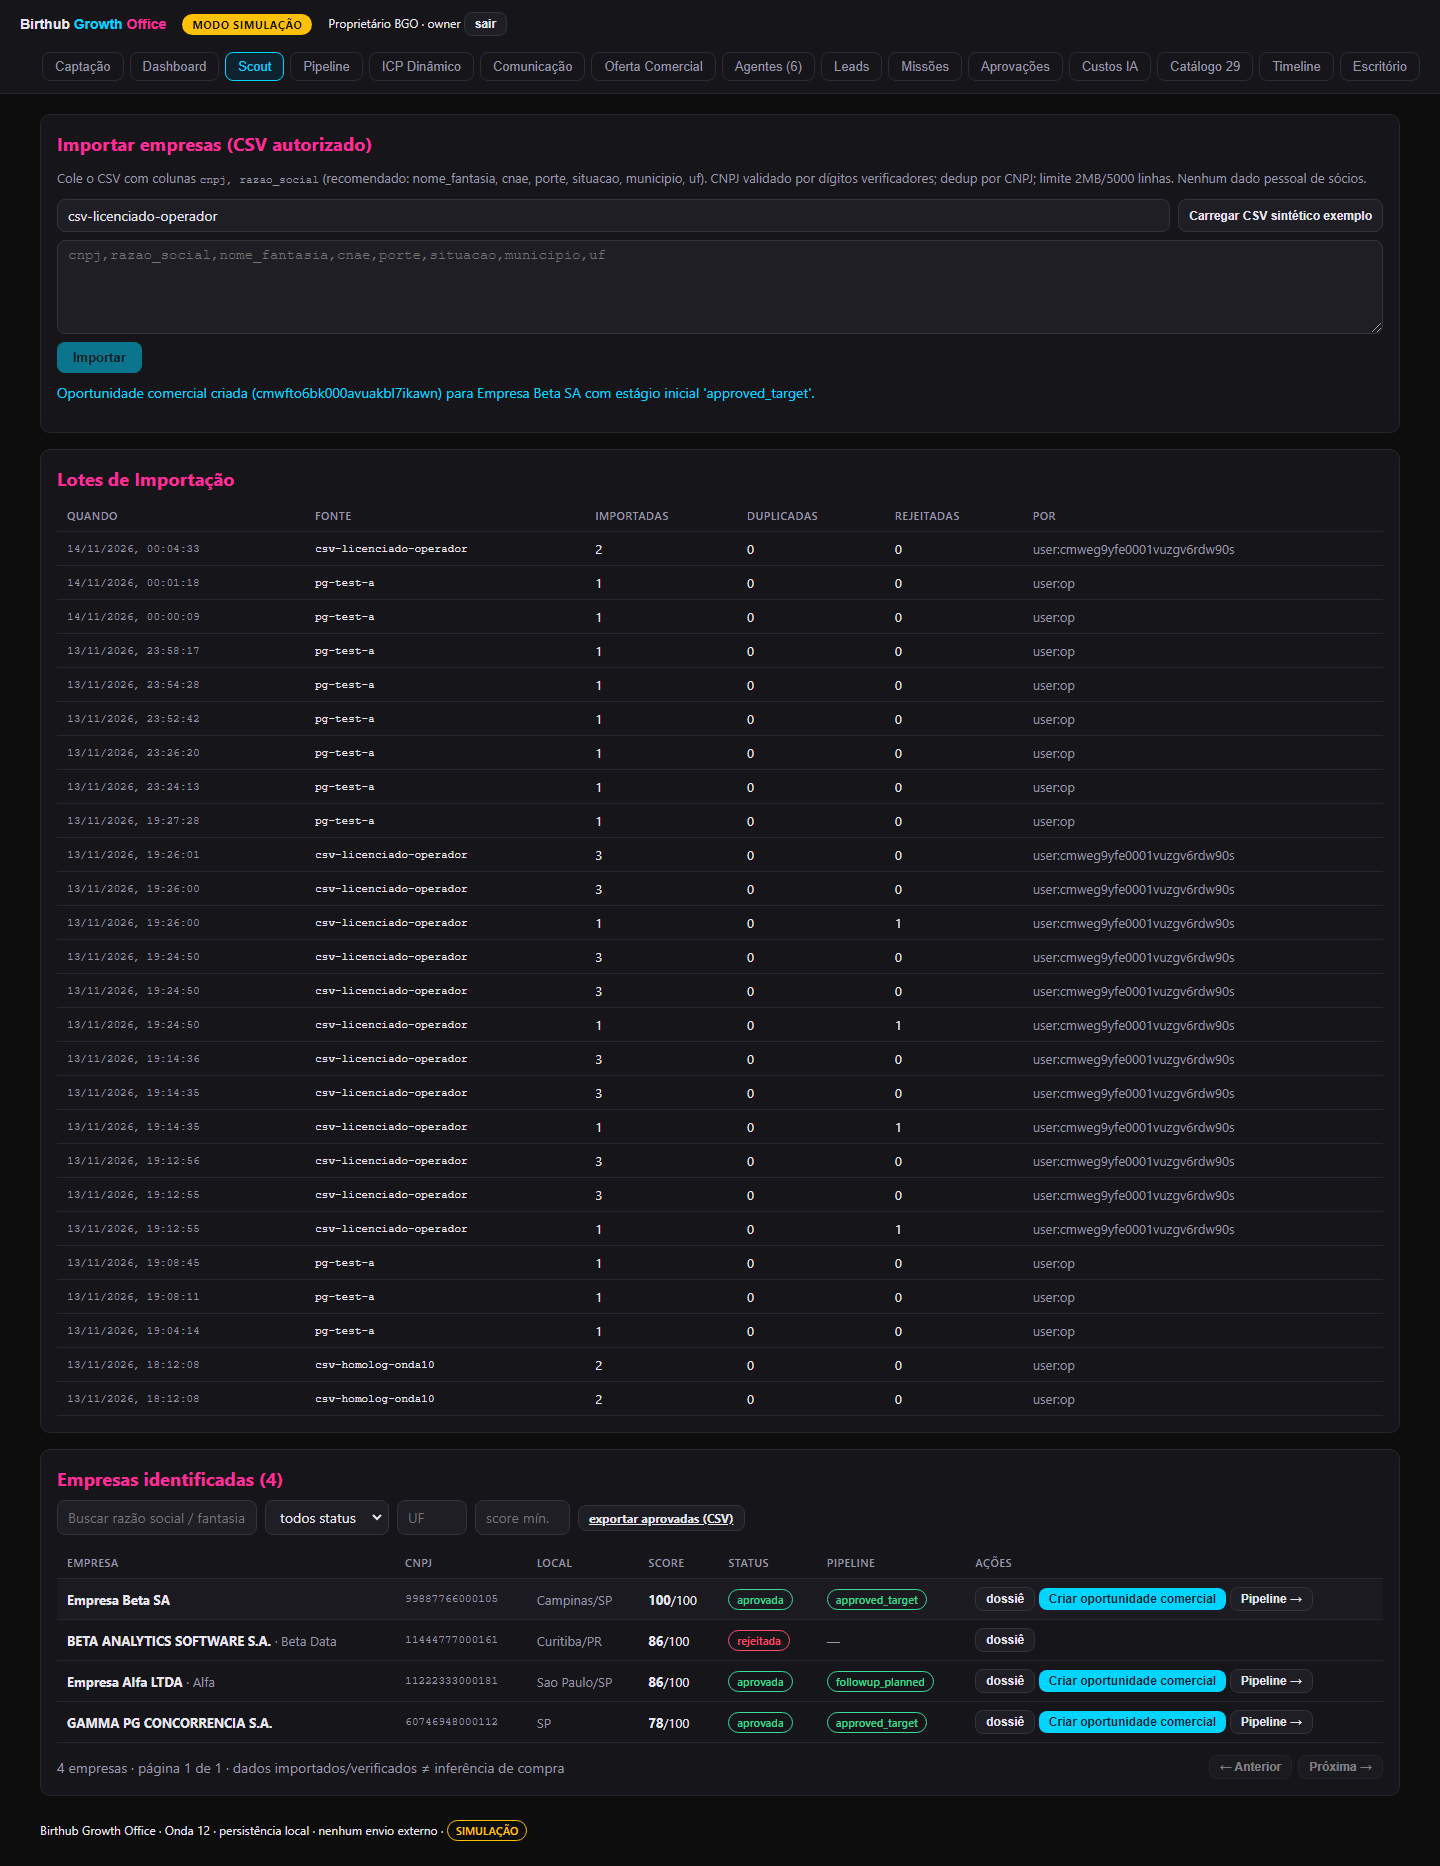 Birthub Growth Office MODO SIMULAÇÃO Proprietário BGO · owner sair
Captação Dashboard Scout Pipeline ICP Dinâmico Comunicação Oferta Comercial Agentes (6) Leads Missões Aprovações Custos IA Catálogo 29 Timeline Escritório
Importar empresas (CSV autorizado)
Cole o CSV com colunas cnpj, razao_social (recomendado: nome_fantasia, cnae, porte, situacao, municipio, uf). CNPJ validado por dígitos verificadores; dedup por CNPJ; limite 2MB/5000 linhas. Nenhum dado pessoal de sócios.
csv-licenciado-operador Carregar CSV sintético exemplo
cnpj,razao_social,nome_fantasia,cnae,porte,situacao,municipio,uf
Importar
Oportunidade comercial criada (cmwfto6bk000avuakbl7ikawn) para Empresa Beta SA com estágio inicial 'approved_target'.
Lotes de Importação
QUANDO FONTE IMPORTADAS DUPLICADAS REJEITADAS POR
14/11/2026, 00:04:33 csv-licenciado-operador 2 0 0 user:cmweg9yfe0001vuzgv6rdw90s
14/11/2026, 00:01:18 pg-test-a 1 0 0 user:op
14/11/2026, 00:00:09 pg-test-a 1 0 0 user:op
13/11/2026, 23:58:17 pg-test-a 1 0 0 user:op
13/11/2026, 23:54:28 pg-test-a 1 0 0 user:op
13/11/2026, 23:52:42 pg-test-a 1 0 0 user:op
13/11/2026, 23:26:20 pg-test-a 1 0 0 user:op
13/11/2026, 23:24:13 pg-test-a 1 0 0 user:op
13/11/2026, 19:27:28 pg-test-a 1 0 0 user:op
13/11/2026, 19:26:01 csv-licenciado-operador 3 0 0 user:cmweg9yfe0001vuzgv6rdw90s
13/11/2026, 19:26:00 csv-licenciado-operador 3 0 0 user:cmweg9yfe0001vuzgv6rdw90s
13/11/2026, 19:26:00 csv-licenciado-operador 1 0 1 user:cmweg9yfe0001vuzgv6rdw90s
13/11/2026, 19:24:50 csv-licenciado-operador 3 0 0 user:cmweg9yfe0001vuzgv6rdw90s
13/11/2026, 19:24:50 csv-licenciado-operador 3 0 0 user:cmweg9yfe0001vuzgv6rdw90s
13/11/2026, 19:24:50 csv-licenciado-operador 1 0 1 user:cmweg9yfe0001vuzgv6rdw90s
13/11/2026, 19:14:36 csv-licenciado-operador 3 0 0 user:cmweg9yfe0001vuzgv6rdw90s
13/11/2026, 19:14:35 csv-licenciado-operador 3 0 0 user:cmweg9yfe0001vuzgv6rdw90s
13/11/2026, 19:14:35 csv-licenciado-operador 1 0 1 user:cmweg9yfe0001vuzgv6rdw90s
13/11/2026, 19:12:56 csv-licenciado-operador 3 0 0 user:cmweg9yfe0001vuzgv6rdw90s
13/11/2026, 19:12:55 csv-licenciado-operador 3 0 0 user:cmweg9yfe0001vuzgv6rdw90s
13/11/2026, 19:12:55 csv-licenciado-operador 1 0 1 user:cmweg9yfe0001vuzgv6rdw90s
13/11/2026, 19:08:45 pg-test-a 1 0 0 user:op
13/11/2026, 19:08:11 pg-test-a 1 0 0 user:op
13/11/2026, 19:04:14 pg-test-a 1 0 0 user:op
13/11/2026, 18:12:08 csv-homolog-onda10 2 0 0 user:op
13/11/2026, 18:12:08 csv-homolog-onda10 2 0 0 user:op
Empresas identificadas (4)
Buscar razão social / fantasia todos status UF score mín. exportar aprovadas (CSV)
EMPRESA CNPJ LOCAL SCORE STATUS PIPELINE AÇÕES
Empresa Beta SA 99887766000105 Campinas/SP 100/100 aprovada approved_target dossiê Criar oportunidade comercial Pipeline →
BETA ANALYTICS SOFTWARE S.A. · Beta Data 11444777000161 Curitiba/PR 86/100 rejeitada — dossiê
Empresa Alfa LTDA · Alfa 11222333000181 Sao Paulo/SP 86/100 aprovada followup_planned dossiê Criar oportunidade comercial Pipeline →
GAMMA PG CONCORRENCIA S.A. 60746948000112 SP 78/100 aprovada approved_target dossiê Criar oportunidade comercial Pipeline →
4 empresas · página 1 de 1 · dados importados/verificados ≠ inferência de compra ← Anterior Próxima →
Birthub Growth Office · Onda 12 · persistência local · nenhum envio externo · SIMULAÇÃO